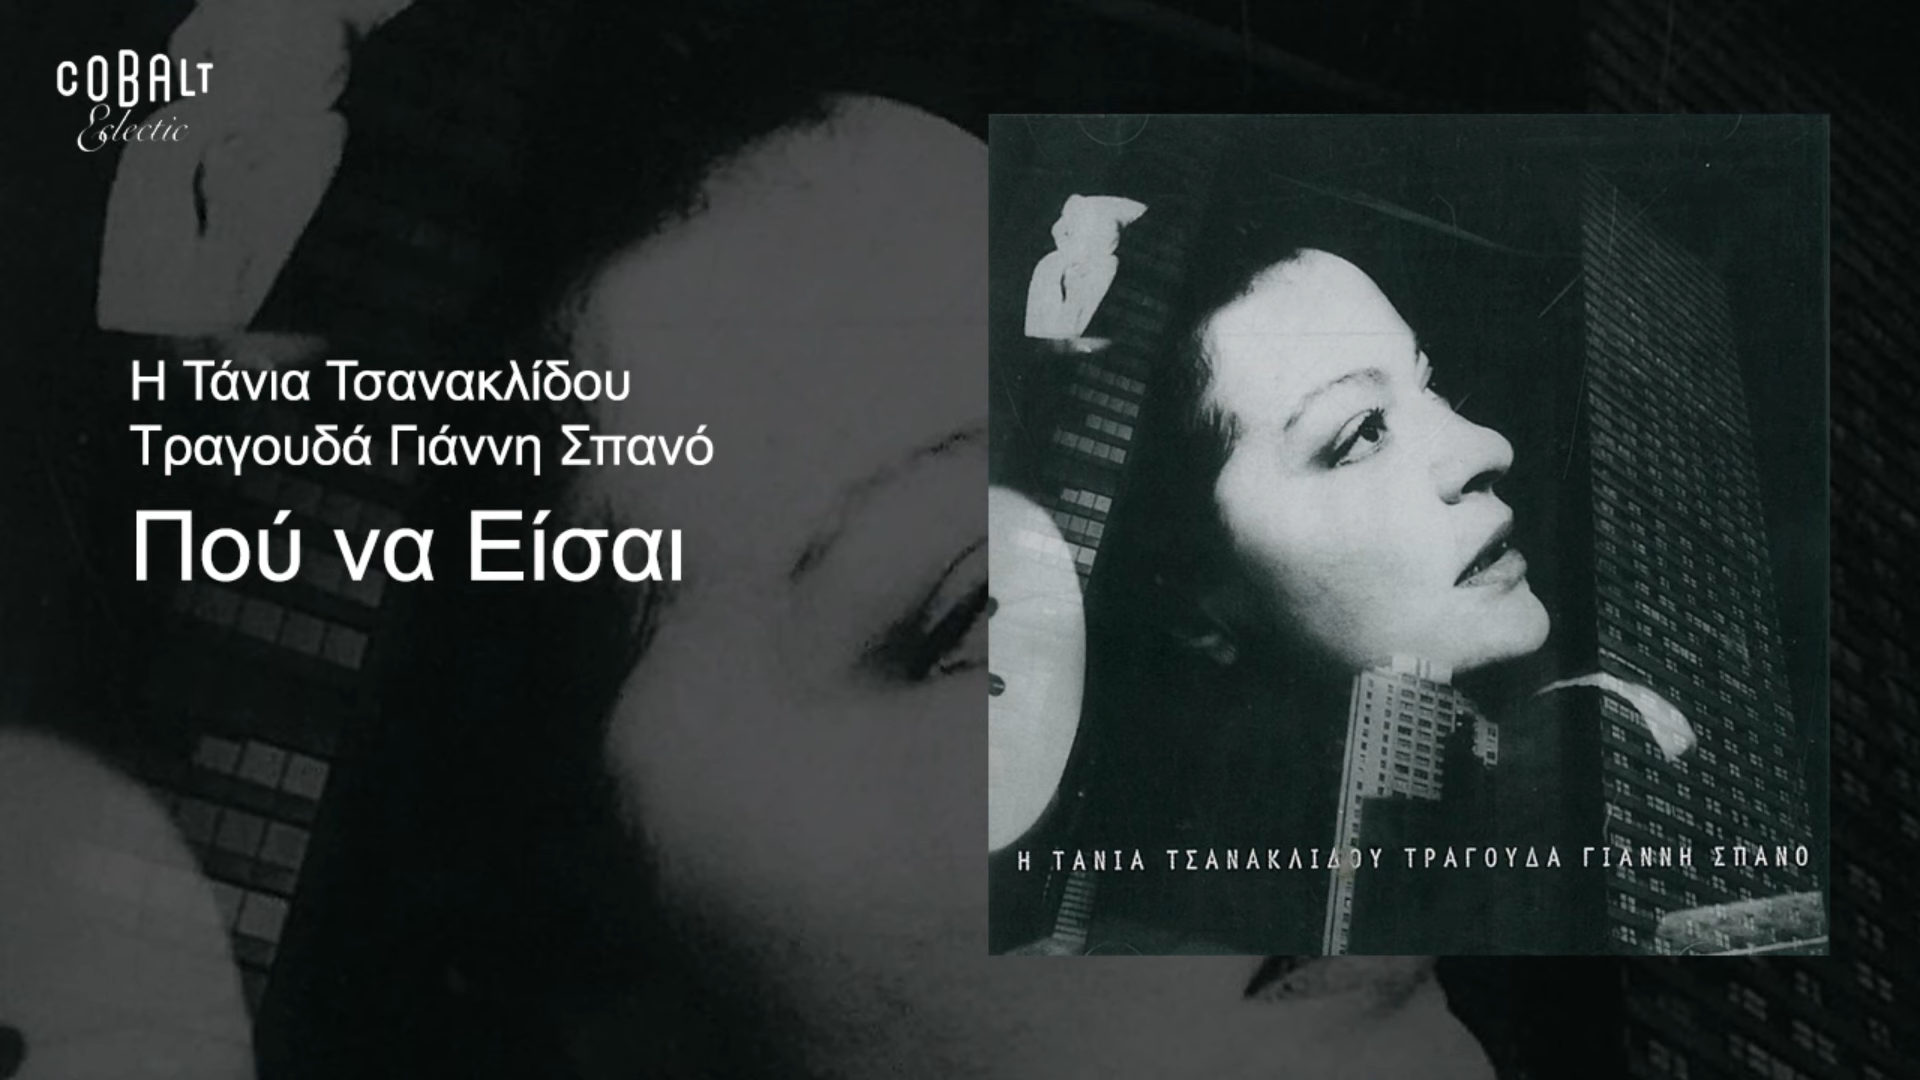 COBALT
Eclectic
Η Τάνια Τσανακλίδου
Τραγουδά Γιάννη Σπανό
Πού να Είσαι
Η ΤΑΝΙΑ ΤΣΑΝΑΚΛΙΔΟΥ ΤΡΑΓΟΥΔΑ ΓΙΑΝΝΗ ΣΠΑΝΟ